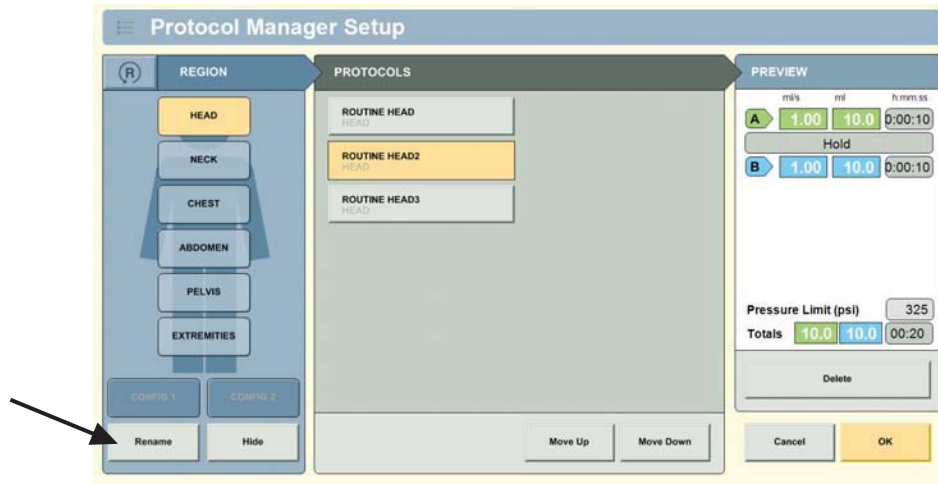 Protocol Manager Setup
R REGION
HEAD
NECK
CHEST
ABDOMEN
PELVIS
EXTREMITIES
CONFIG 1 CONFIG 2
Rename Hide
PROTOCOLS
ROUTINE HEAD
HEAD
ROUTINE HEAD2
HEAD
ROUTINE HEAD3
HEAD
Move Up Move Down
PREVIEW
ml/s ml h:mm:ss
A 1.00 10.0 0:00:10
Hold
B 1.00 10.0 0:00:10
Pressure Limit (psi) 325
Totals 10.0 10.0 00:20
Delete
Cancel OK